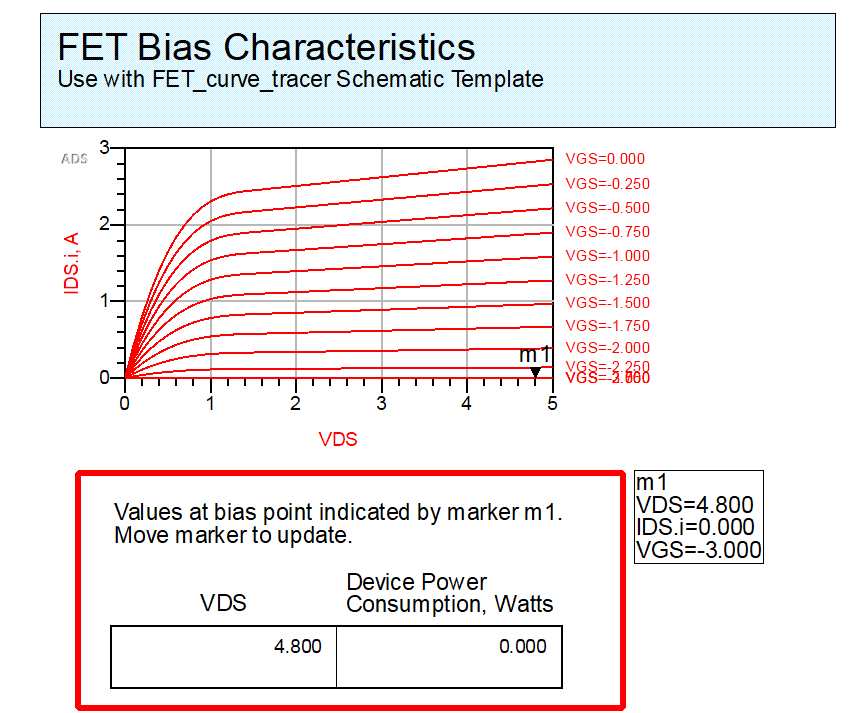 FET Bias Characteristics
Use with FET_curve_tracer Schematic Template
ADS
3
2
1
0
IDS.i, A
0
1
2
3
4
5
VDS
VGS=0.000
VGS=-0.250
VGS=-0.500
VGS=-0.750
VGS=-1.000
VGS=-1.250
VGS=-1.500
VGS=-1.750
VGS=-2.000
VGS=-2.250
m1
Values at bias point indicated by marker m1.
Move marker to update.
VDS
Device Power
Consumption, Watts
4.800
0.000
m1
VDS=4.800
IDS.i=0.000
VGS=-3.000